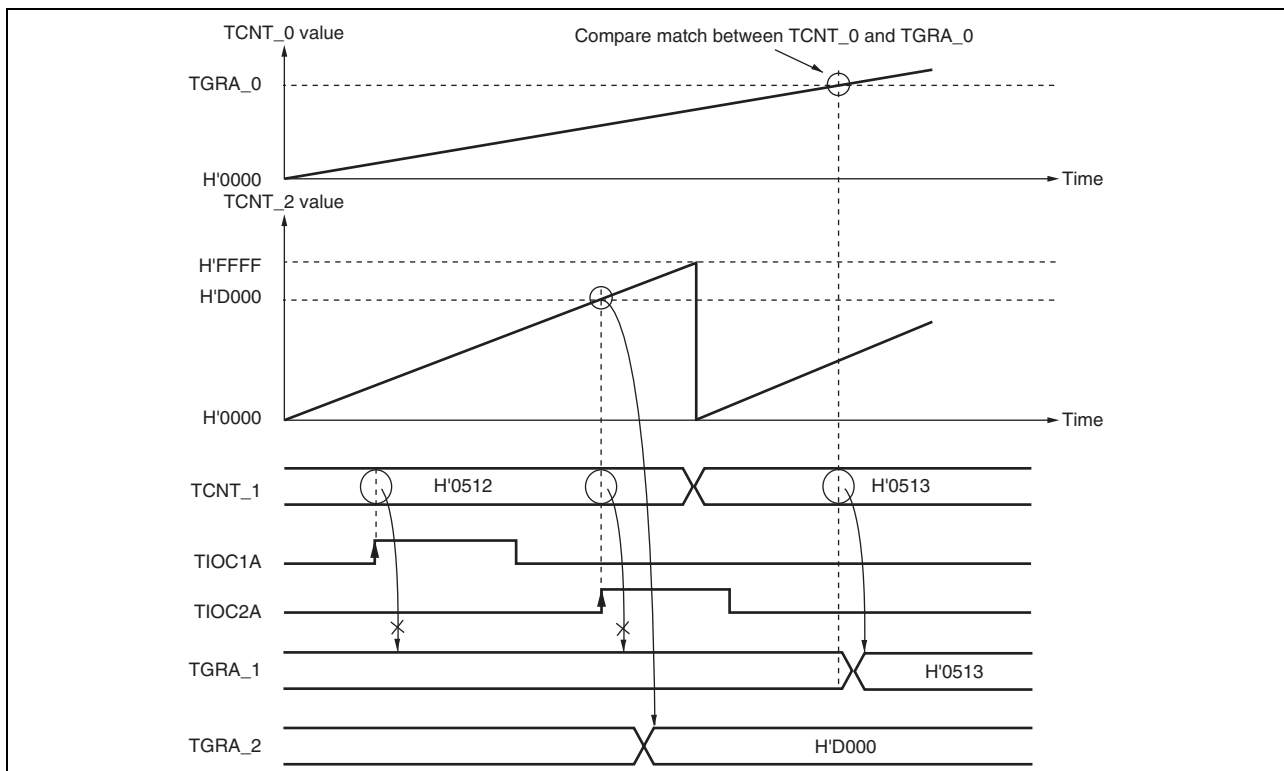 TCNT_0 value
Compare match between TCNT_0 and TGRA_0
TGRA_0
H'0000
Time
TCNT_2 value
H'FFFF
H'D000
H'0000
Time
TCNT_1
H'0512
H'0513
TIOC1A
TIOC2A
TGRA_1
H'0513
TGRA_2
H'D000